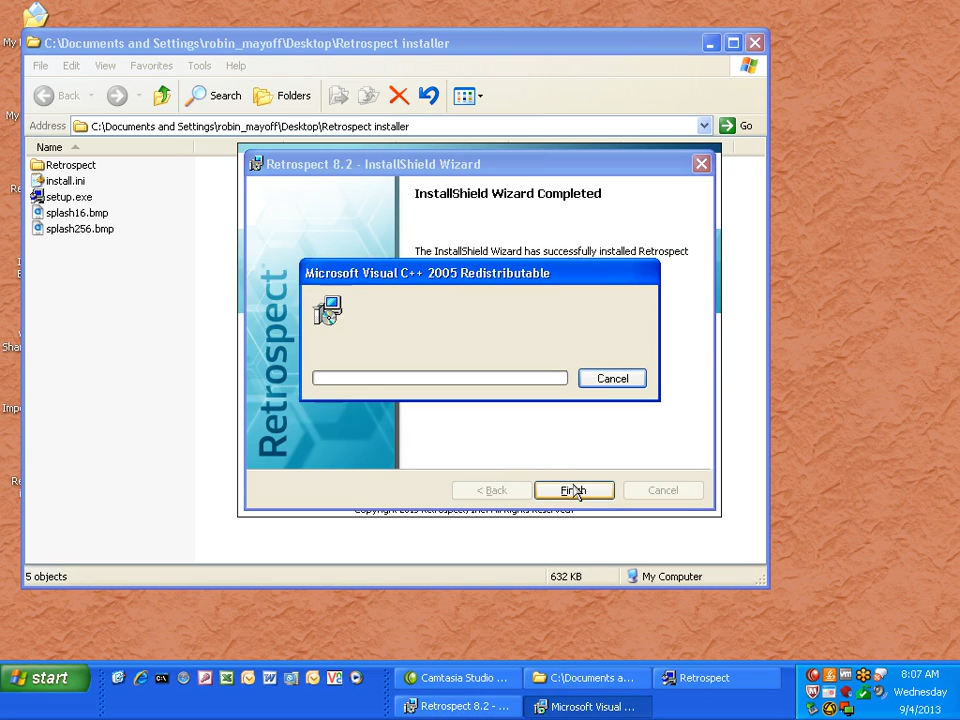 C:\Documents and Settings\robin_mayoff\Desktop\Retrospect installer
File Edit View Favorites Tools Help
Back Search Folders
Address C:\Documents and Settings\robin_mayoff\Desktop\Retrospect installer Go
Name
Retrospect
install.ini
setup.exe
splash16.bmp
splash256.bmp
Retrospect 8.2 - InstallShield Wizard
InstallShield Wizard Completed
The InstallShield Wizard has successfully installed Retrospect
Retrospect
Microsoft Visual C++ 2005 Redistributable
Cancel
< Back Finish Cancel
5 objects 632 KB My Computer
start
Camtasia Studio ...
C:\Documents a...
Retrospect
Retrospect 8.2 - ...
Microsoft Visual ...
8:07 AM
Wednesday
9/4/2013